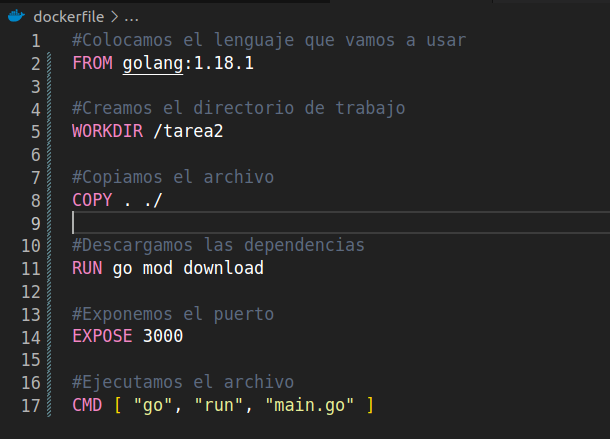 dockerfile > ...
1 #Colocamos el lenguaje que vamos a usar
2 FROM golang:1.18.1
3
4 #Creamos el directorio de trabajo
5 WORKDIR /tarea2
6
7 #Copiamos el archivo
8 COPY . ./
9
10 #Descargamos las dependencias
11 RUN go mod download
12
13 #Exponemos el puerto
14 EXPOSE 3000
15
16 #Ejecutamos el archivo
17 CMD [ "go", "run", "main.go" ]